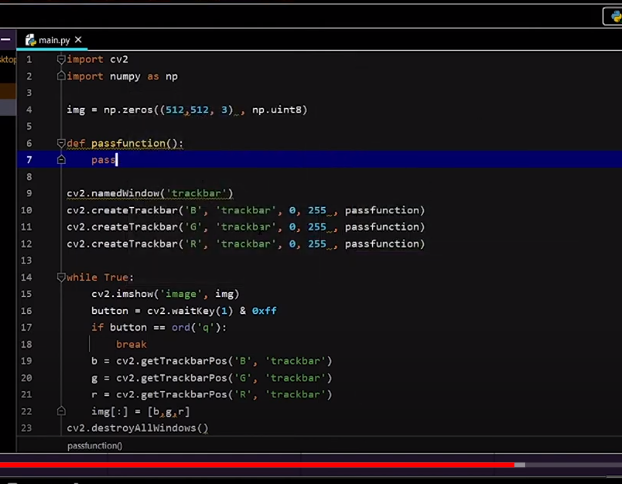 main.py ×
1 import cv2
2 import numpy as np
3
4 img = np.zeros((512,512, 3) , np.uint8)
5
6 def passfunction():
7 pass
8
9 cv2.namedWindow('trackbar')
10 cv2.createTrackbar('B', 'trackbar', 0, 255 , passfunction)
11 cv2.createTrackbar('G', 'trackbar', 0, 255 , passfunction)
12 cv2.createTrackbar('R', 'trackbar', 0, 255 , passfunction)
13
14 while True:
15 cv2.imshow('image', img)
16 button = cv2.waitKey(1) & 0xff
17 if button == ord('q'):
18 break
19 b = cv2.getTrackbarPos('B', 'trackbar')
20 g = cv2.getTrackbarPos('G', 'trackbar')
21 r = cv2.getTrackbarPos('R', 'trackbar')
22 img[:] = [b,g,r]
23 cv2.destroyAllWindows()
passfunction()